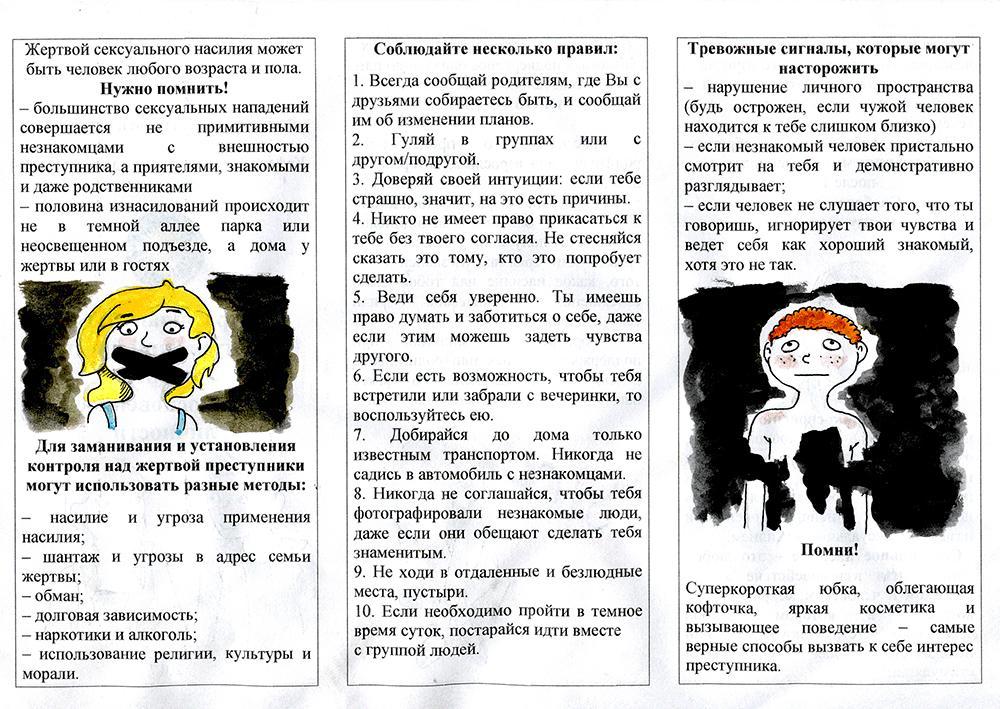 Жертвой сексуального насилия может
быть человек любого возраста и пола.
Нужно помнить!
– большинство сексуальных нападений
совершается не примитивными
незнакомцами с внешностью
преступника, а приятелями, знакомыми
и даже родственниками
– половина изнасилований происходит
не в темной аллее парка или
неосвещенном подъезде, а дома у
жертвы или в гостях
Для заманивания и установления
контроля над жертвой преступники
могут использовать разные методы:
– насилие и угроза применения
насилия;
– шантаж и угрозы в адрес семьи
жертвы;
– обман;
– долговая зависимость;
– наркотики и алкоголь;
– использование религии, культуры и
морали.
Соблюдайте несколько правил:
1. Всегда сообщай родителям, где Вы с
друзьями собираетесь быть, и сообщай
им об изменении планов.
2. Гуляй в группах или с
другом/подругой.
3. Доверяй своей интуиции: если тебе
страшно, значит, на это есть причины.
4. Никто не имеет право прикасаться к
тебе без твоего согласия. Не стесняйся
сказать это тому, кто это попробует
сделать.
5. Веди себя уверенно. Ты имеешь
право думать и заботиться о себе, даже
если этим можешь задеть чувства
другого.
6. Если есть возможность, чтобы тебя
встретили или забрали с вечеринки, то
воспользуйтесь ею.
7. Добирайся до дома только
известным транспортом. Никогда не
садись в автомобиль с незнакомцами.
8. Никогда не соглашайся, чтобы тебя
фотографировали незнакомые люди,
даже если они обещают сделать тебя
знаменитым.
9. Не ходи в отдаленные и безлюдные
места, пустыри.
10. Если необходимо пройти в темное
время суток, постарайся идти вместе
с группой людей.
Тревожные сигналы, которые могут
насторожить
– нарушение личного пространства
(будь острожен, если чужой человек
находится к тебе слишком близко)
– если незнакомый человек пристально
смотрит на тебя и демонстративно
разглядывает;
– если человек не слушает того, что ты
говоришь, игнорирует твои чувства и
ведет себя как хороший знакомый,
хотя это не так.
Помни!
Суперкороткая юбка, облегающая
кофточка, яркая косметика и
вызывающее поведение – самые
верные способы вызвать к себе интерес
преступника.